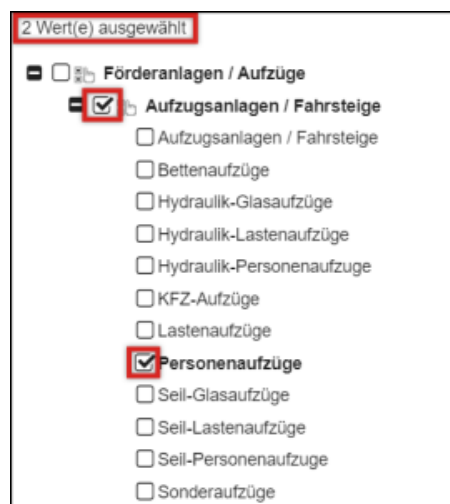 2 Wert(e) ausgewählt
Förderanlagen / Aufzüge
Aufzugsanlagen / Fahrsteige
Aufzugsanlagen / Fahrsteige
Bettenaufzüge
Hydraulik-Glasaufzüge
Hydraulik-Lastenaufzüge
Hydraulik-Personenaufzuge
KFZ-Aufzüge
Lastenaufzüge
Personenaufzüge
Seil-Glasaufzüge
Seil-Lastenaufzüge
Seil-Personenaufzuge
Sonderaufzüge